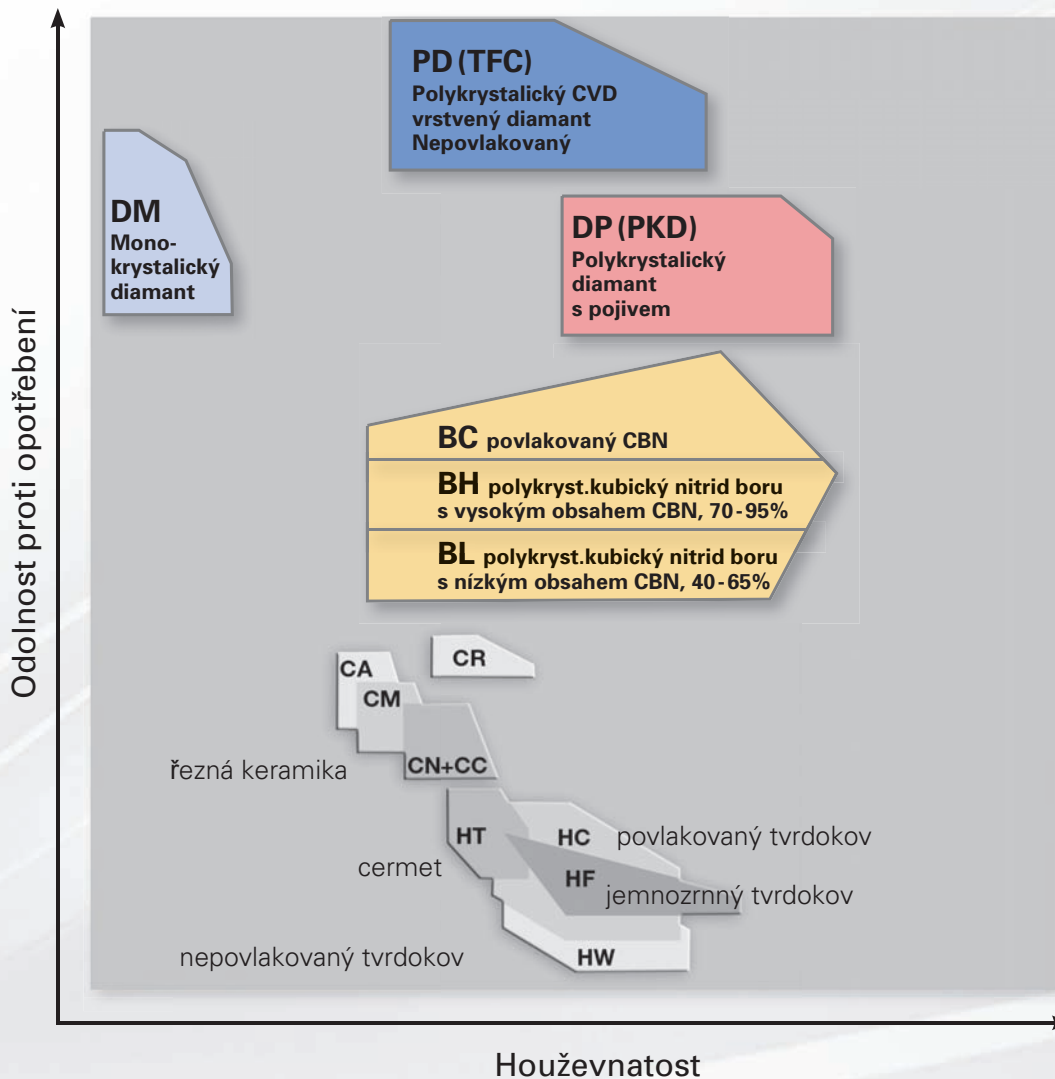 PD (TFC)
Polykrystalický CVD
vrstvený diamant
Nepovlakovaný
DM
Mono-
krystalický
diamant
DP (PKD)
Polykrystalický
diamant
s pojivem
BC povlakovaný CBN
BH polykryst.kubický nitrid boru
s vysokým obsahem CBN, 70-95%
BL polykryst.kubický nitrid boru
s nízkým obsahem CBN, 40-65%
CR
CA
CM
CN+CC
řezná keramika
HT
HC
povlakovaný tvrdokov
cermet
HF
jemnozrnný tvrdokov
nepovlakovaný tvrdokov
HW
Odolnost proti opotřebení
Houževnatost